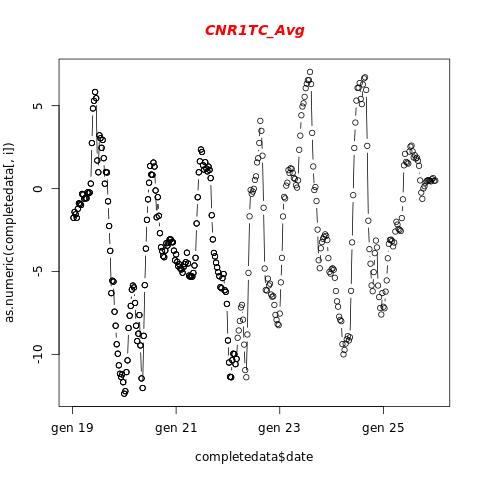 CNR1TC_Avg
as.numeric(completedata[, i])
5
0
-5
-10
gen 19
gen 21
gen 23
gen 25
completedata$date